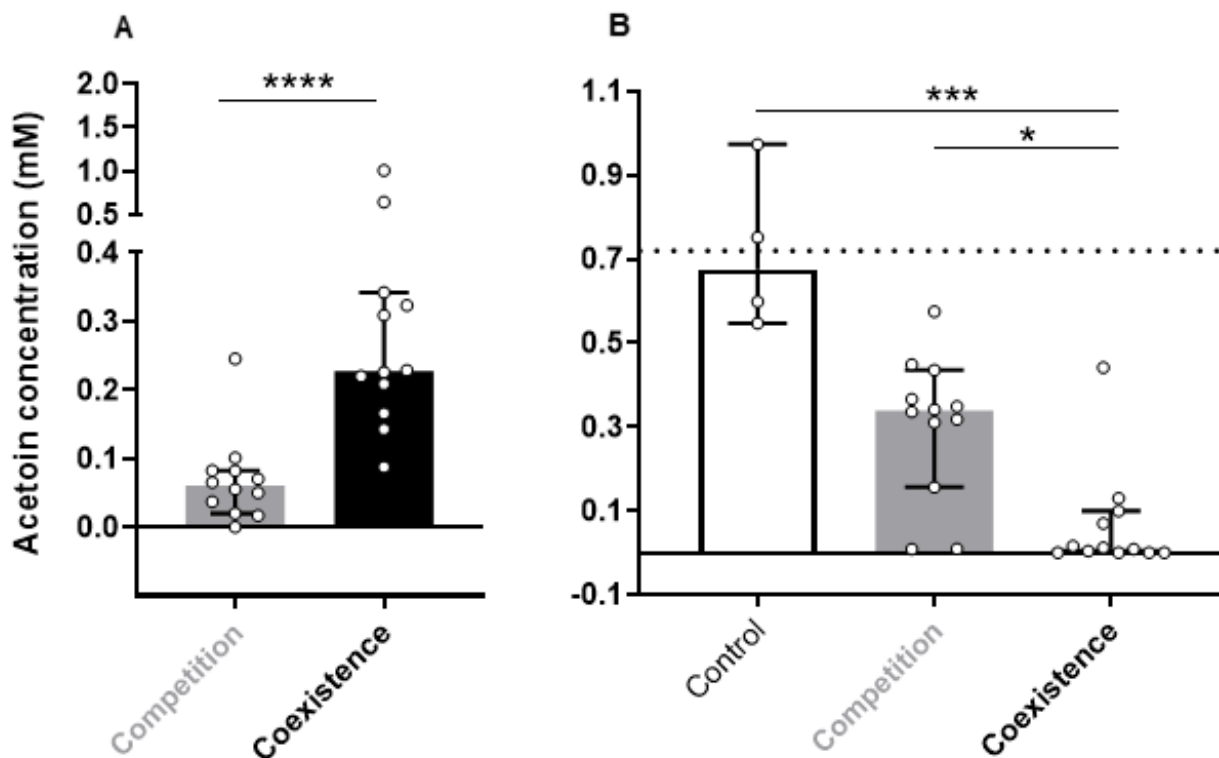 A
B
Acetoin concentration (mM)
2.0
1.5
1.0
0.5
0.4
0.3
0.2
0.1
0.0
****
Competition
Coexistence
1.1
0.9
0.7
0.5
0.3
0.1
-0.1
***
*
Control
Competition
Coexistence